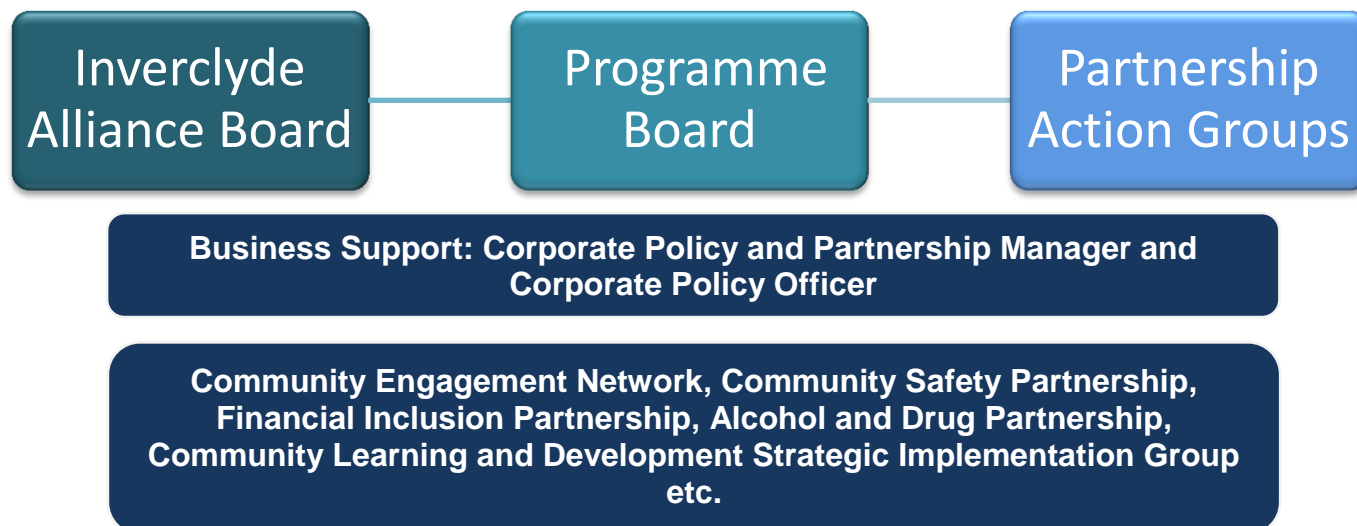 Inverclyde
Alliance Board
Programme
Board
Partnership
Action Groups
Business Support: Corporate Policy and Partnership Manager and
Corporate Policy Officer
Community Engagement Network, Community Safety Partnership,
Financial Inclusion Partnership, Alcohol and Drug Partnership,
Community Learning and Development Strategic Implementation Group
etc.